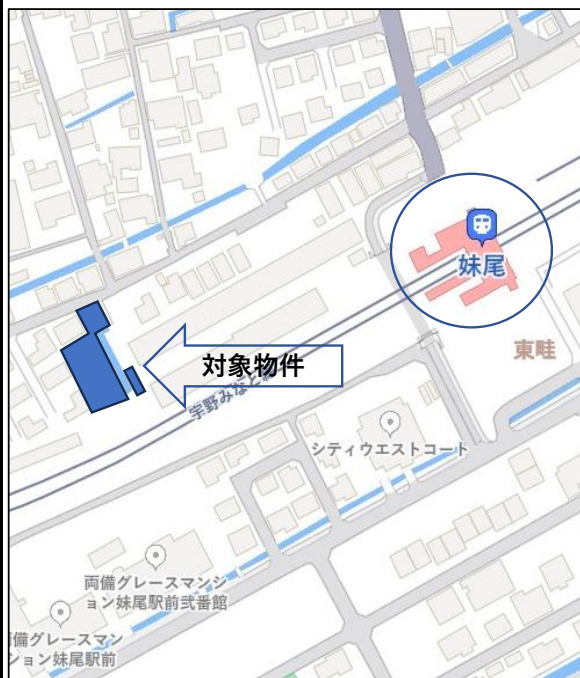 妹尾
東畦
対象物件
宇野みなと線
シティウエストコート
両備グレースマンシ
ョン妹尾駅前弐番館
備グレースマン
ション妹尾駅前